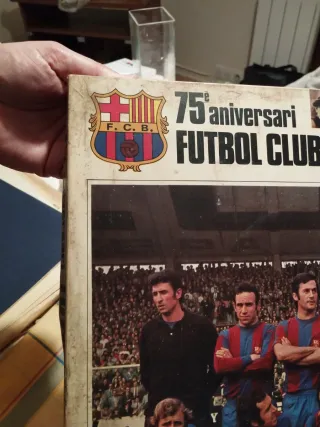 75è aniversari
FUTBOL CLUB
F. C. B.